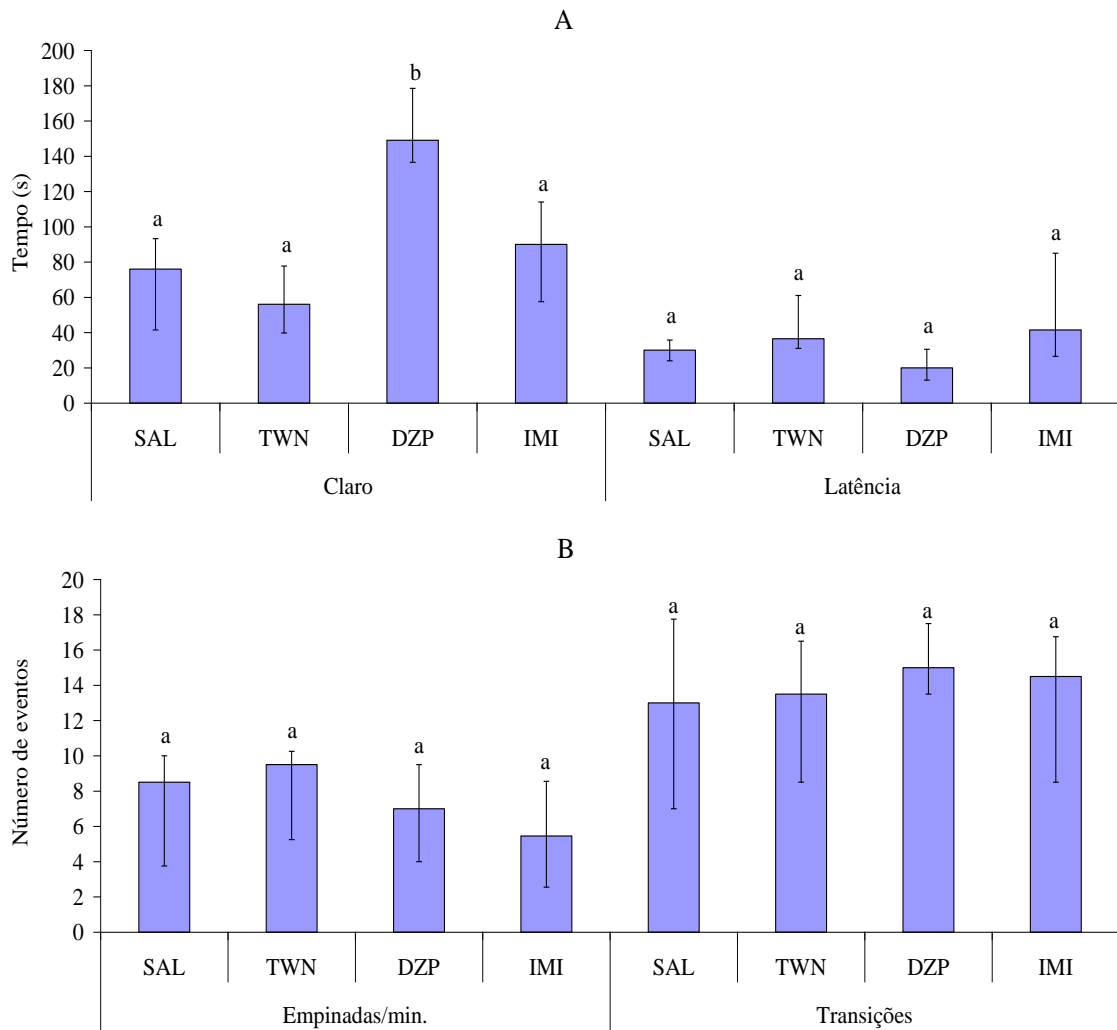 A
200
180
160
140
120
100
80
60
40
20
0
Tempo (s)
a
a
b
a
a
a
a
a
SAL
TWN
DZP
IMI
SAL
TWN
DZP
IMI
Claro
Latência
B
20
18
16
14
12
10
8
6
4
2
0
Número de eventos
a
a
a
a
a
a
a
a
SAL
TWN
DZP
IMI
SAL
TWN
DZP
IMI
Empinadas/min.
Transições